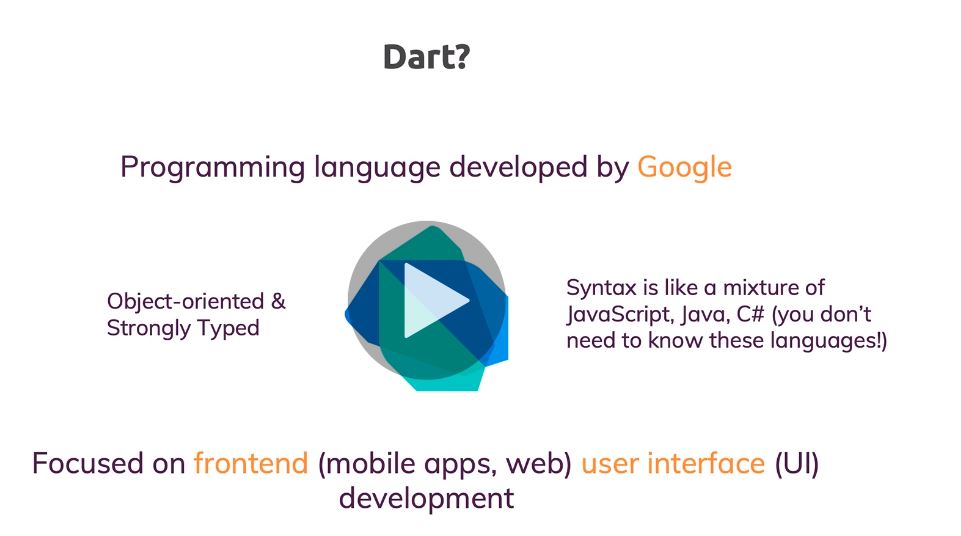 Dart?
Programming language developed by Google
Object-oriented &
Strongly Typed
Syntax is like a mixture of
JavaScript, Java, C# (you don’t
need to know these languages!)
Focused on frontend (mobile apps, web) user interface (UI)
development